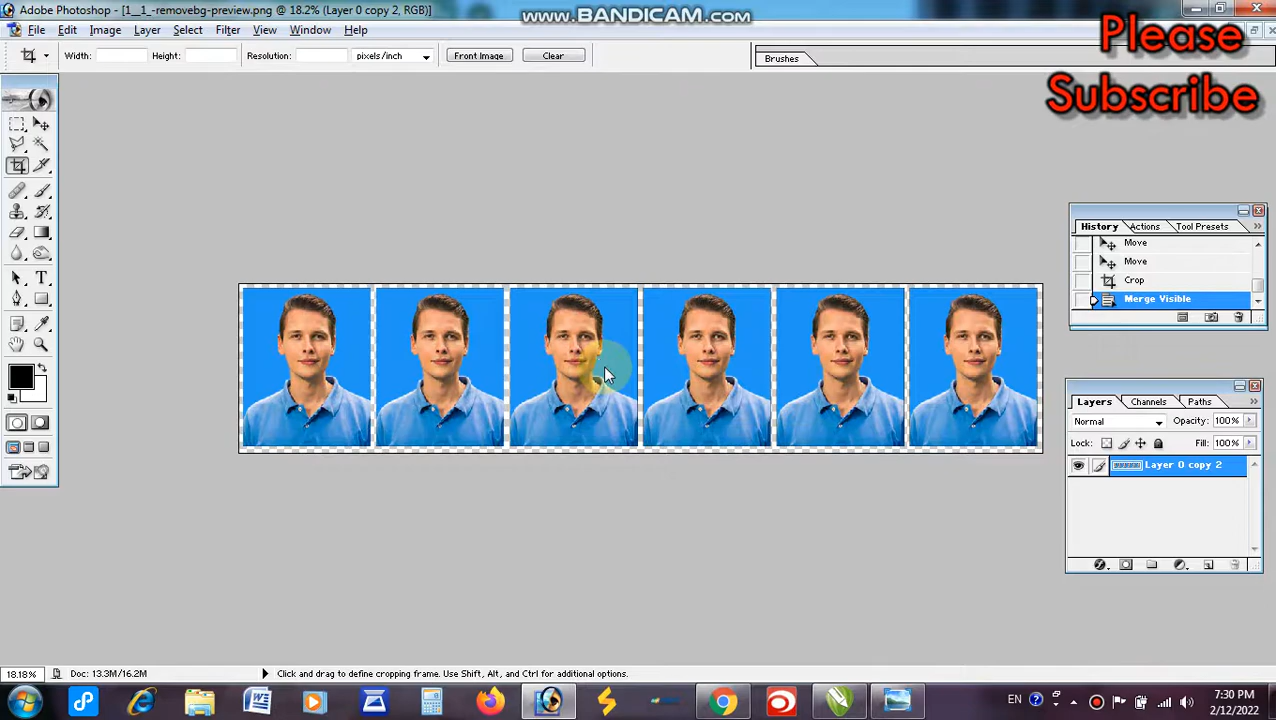 Adobe Photoshop - [1__1_-removebg-preview.png @ 18.2% (Layer 0 copy 2, RGB)]
www.BANDICAM.com
Please
Subscribe
File Edit Image Layer Select Filter View Window Help
Width: Height: Resolution: pixels/inch Front Image Clear
Brushes
History Actions Tool Presets
Move
Move
Crop
Merge Visible
Layers Channels Paths
Normal Opacity: 100%
Lock: Fill: 100%
Layer 0 copy 2
18.18% Doc: 13.3M/16.2M Click and drag to define cropping frame. Use Shift, Alt, and Ctrl for additional options.
EN 7:30 PM
2/12/2022